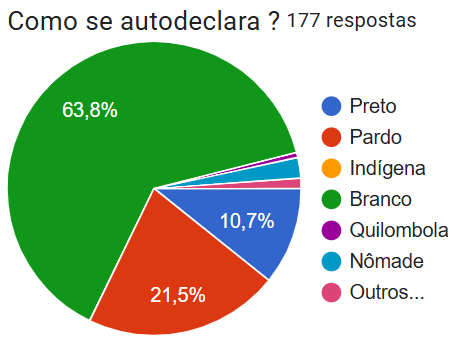 Como se autodeclara ? 177 respostas
63,8%
10,7%
21,5%
Preto
Pardo
Indígena
Branco
Quilombola
Nômade
Outros...